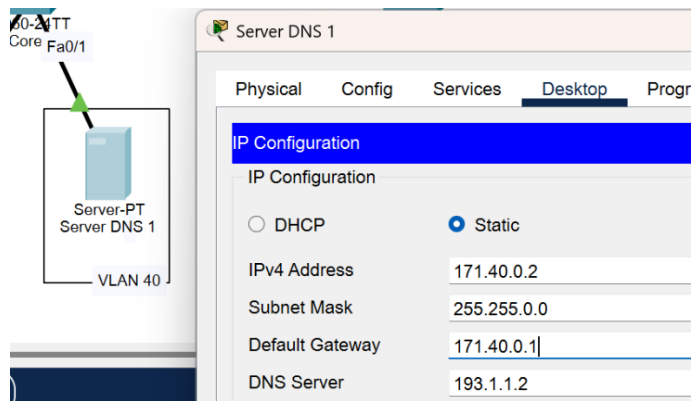 Core
Fa0/1
Server-PT
Server DNS 1
VLAN 40
Server DNS 1
Physical Config Services Desktop
IP Configuration
IP Configuration
DHCP Static
IPv4 Address 171.40.0.2
Subnet Mask 255.255.0.0
Default Gateway 171.40.0.1
DNS Server 193.1.1.2